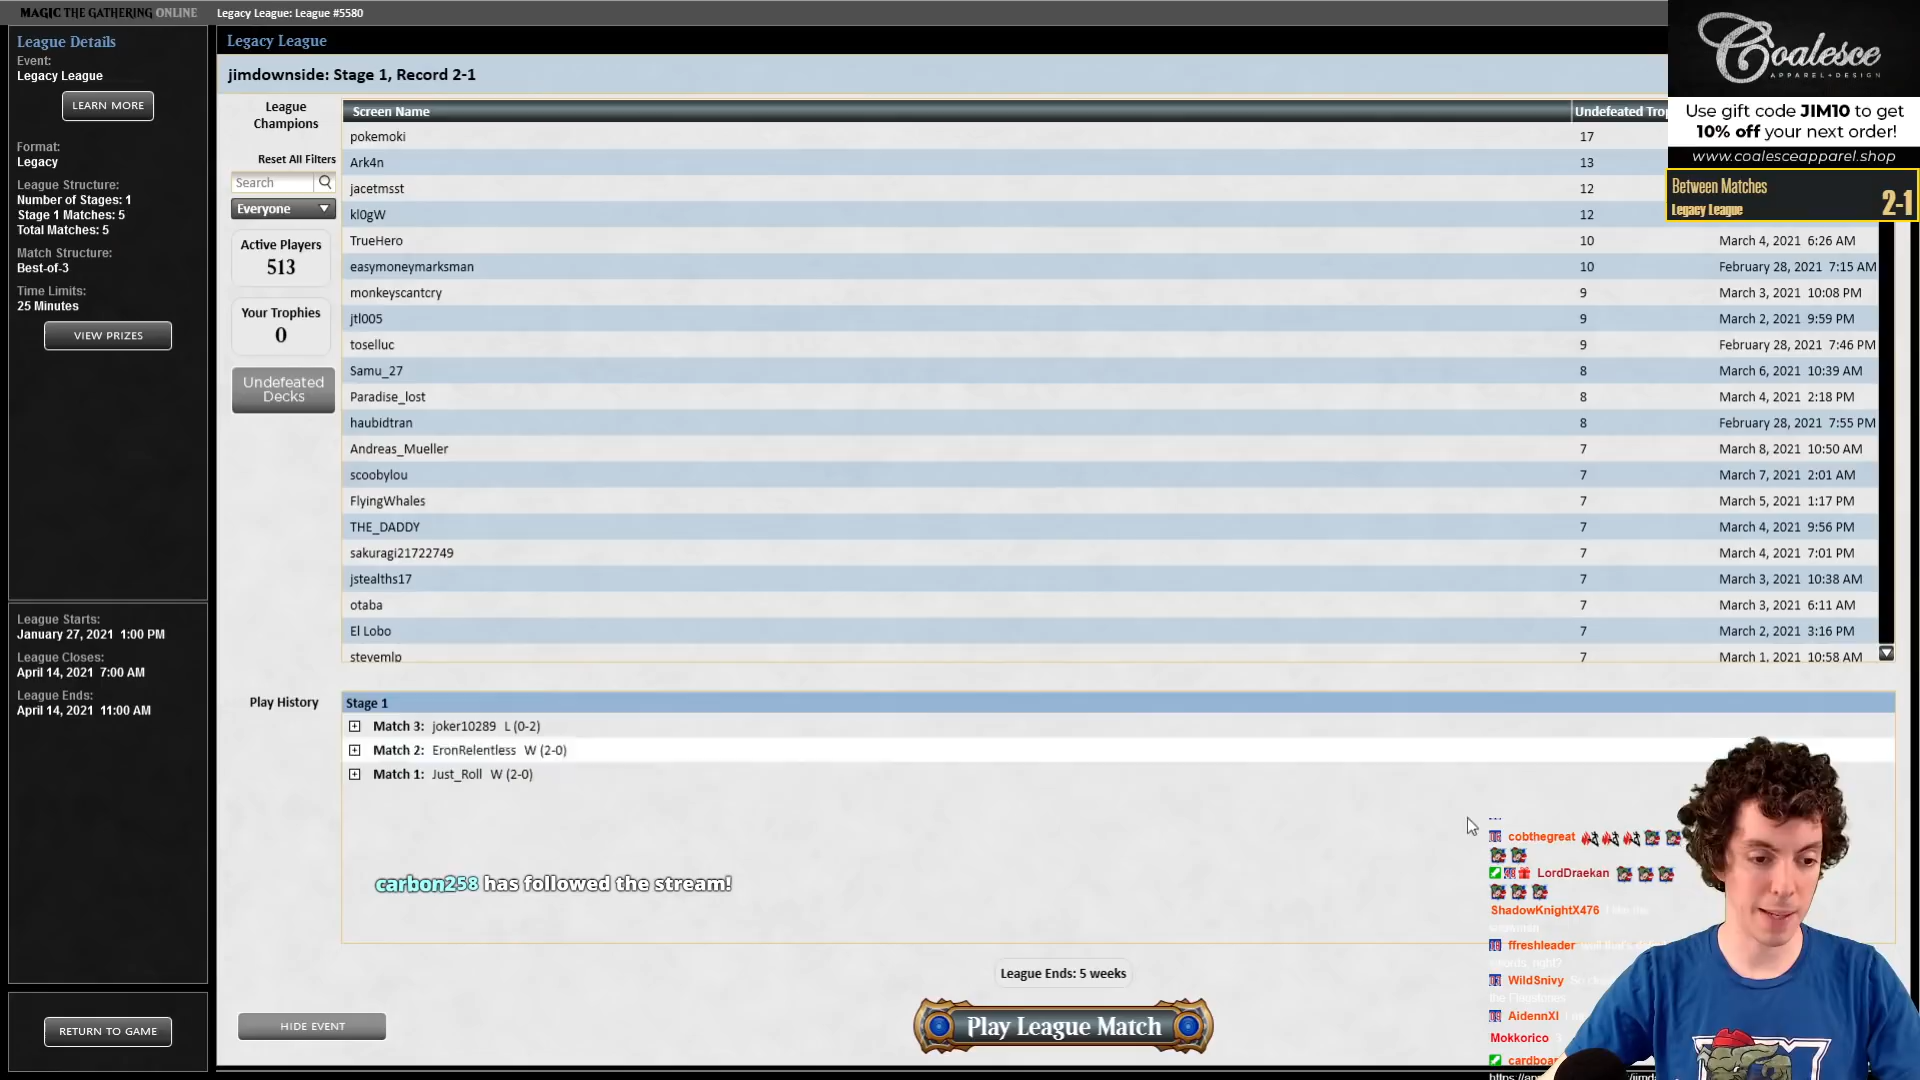 MAGIC THE GATHERING ONLINE
Legacy League: League #5580
League Details
Event:
Legacy League
LEARN MORE
Format:
Legacy
League Structure:
Number of Stages: 1
Stage 1 Matches: 5
Total Matches: 5
Match Structure:
Best-of-3
Time Limits:
25 Minutes
VIEW PRIZES
League Starts:
January 27, 2021 1:00 PM
League Closes:
April 14, 2021 7:00 AM
League Ends:
April 14, 2021 11:00 AM
RETURN TO GAME
Legacy League
jimdownside: Stage 1, Record 2-1
League
Champions
Reset All Filters
Search
Everyone
Active Players
513
Your Trophies
0
Undefeated
Decks
Screen Name Undefeated Trop
pokemoki 17
Ark4n 13
jacetmsst 12
kl0gW 12
TrueHero 10 March 4, 2021 6:26 AM
easymoneymarksman 10 February 28, 2021 7:15 AM
monkeyscantcry 9 March 3, 2021 10:08 PM
jtl005 9 March 2, 2021 9:59 PM
toselluc 9 February 28, 2021 7:46 PM
Samu_27 8 March 6, 2021 10:39 AM
Paradise_lost 8 March 4, 2021 2:18 PM
haubidtran 8 February 28, 2021 7:55 PM
Andreas_Mueller 7 March 8, 2021 10:50 AM
scoobylou 7 March 7, 2021 2:01 AM
FlyingWhales 7 March 5, 2021 1:17 PM
THE_DADDY 7 March 4, 2021 9:56 PM
sakuragi21722749 7 March 4, 2021 7:01 PM
jstealths17 7 March 3, 2021 10:38 AM
otaba 7 March 3, 2021 6:11 AM
El Lobo 7 March 2, 2021 3:16 PM
stevemlp 7 March 1, 2021 10:58 AM
Play History
Stage 1
Match 3: joker10289 L (0-2)
Match 2: EronRelentless W (2-0)
Match 1: Just_Roll W (2-0)
carbon258 has followed the stream!
League Ends: 5 weeks
HIDE EVENT
Play League Match
Coalesce
APPAREL+DESIGN
Use gift code JIM10 to get
10% off your next order!
www.coalesceapparel.shop
Between Matches
Legacy League
2-1
cobthegreat
LordDraekan
ShadowKnightX476
ffreshleader
WildSnivy
AidennXI
Mokkorico
cardboar